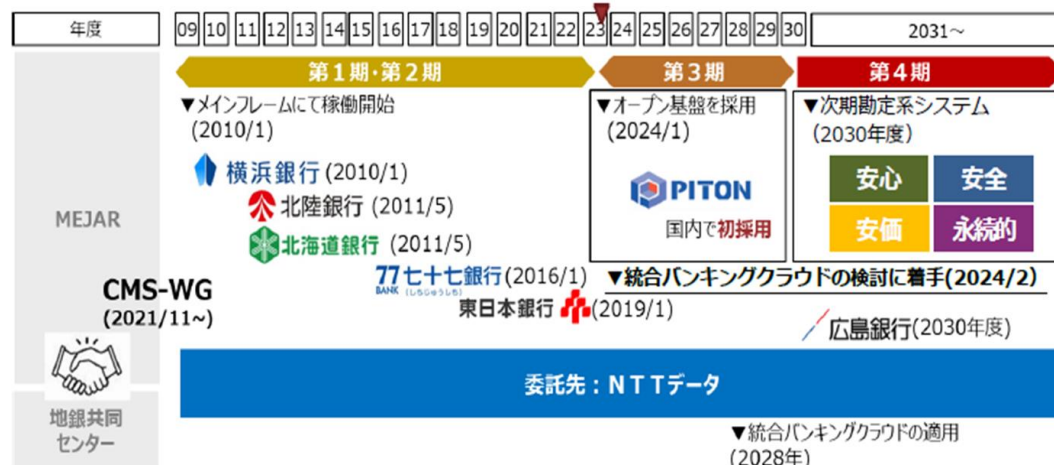 年度 09 10 11 12 13 14 15 16 17 18 19 20 21 22 23 24 25 26 27 28 29 30 2031～
第１期・第２期 第３期 第４期
MEJAR
▼メインフレームにて稼働開始
(2010/1)
横浜銀行(2010/1)
北陸銀行 (2011/5)
北海道銀行 (2011/5)
77 BANK 七十七銀行(2016/1)
(しちじゅうしち)
東日本銀行 (2019/1)
▼オープン基盤を採用
(2024/1)
PITON
国内で初採用
▼次期勘定系システム
(2030年度)
安心 安全
安価 永続的
▼統合バンキングクラウドの検討に着手(2024/2)
広島銀行(2030年度)
CMS-WG
(2021/11~)
委託先：ＮＴＴデータ
地銀共同
センター
▼統合バンキングクラウドの適用
(2028年)